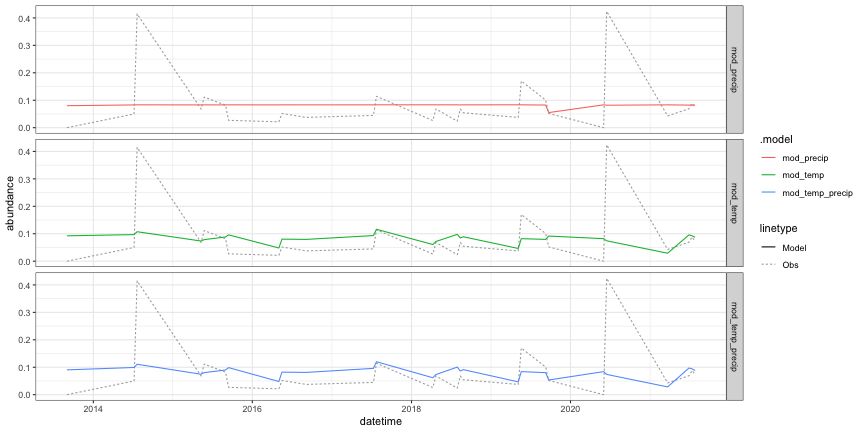 abundance
0.4
0.3
0.2
0.1
0.0
mod_precip
0.4
0.3
0.2
0.1
0.0
mod_temp
0.4
0.3
0.2
0.1
0.0
mod_temp_precip
2014
2016
2018
2020
datetime
.model
mod_precip
mod_temp
mod_temp_precip
linetype
Model
Obs